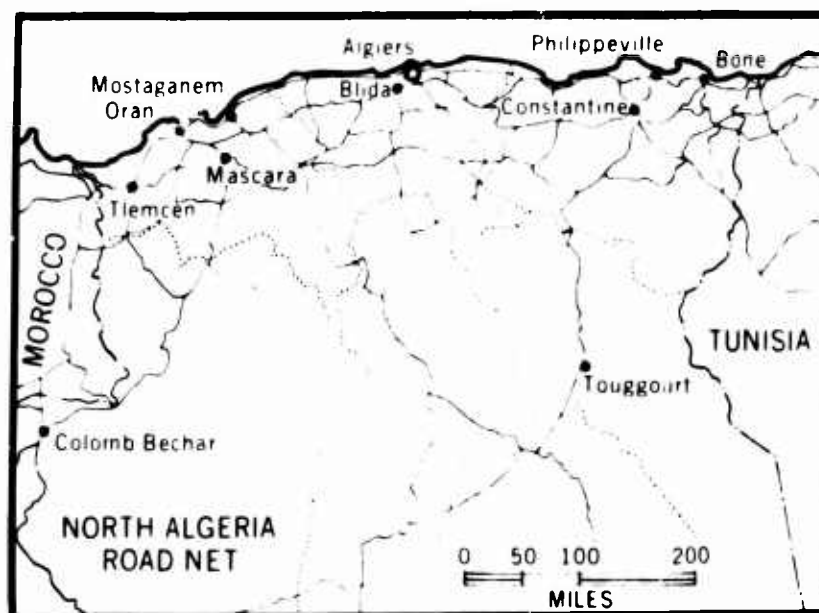 Algiers
Philippeville
Bone
Mostaganem
Oran
Blida
Constantine
Mascara
Tlemcen
MOROCCO
TUNISIA
Touggourt
Colomb Bechar
NORTH ALGERIA
ROAD NET
0 50 100 200
MILES